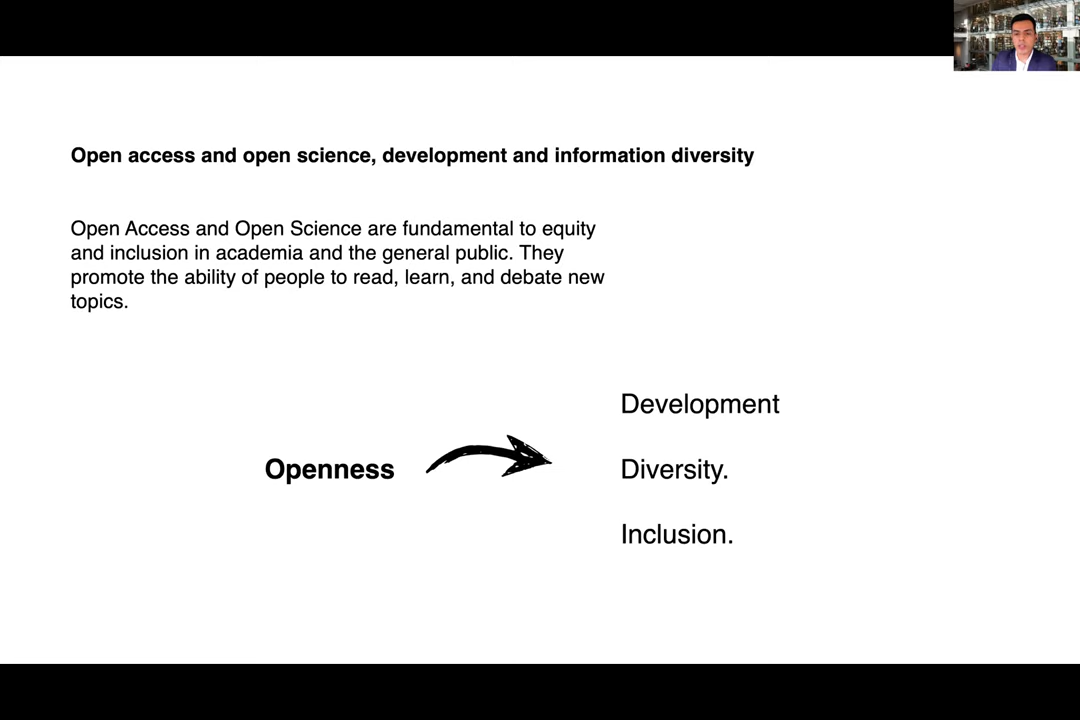 Open access and open science, development and information diversity
Open Access and Open Science are fundamental to equity
and inclusion in academia and the general public. They
promote the ability of people to read, learn, and debate new
topics.
Development
Openness
Diversity.
Inclusion.